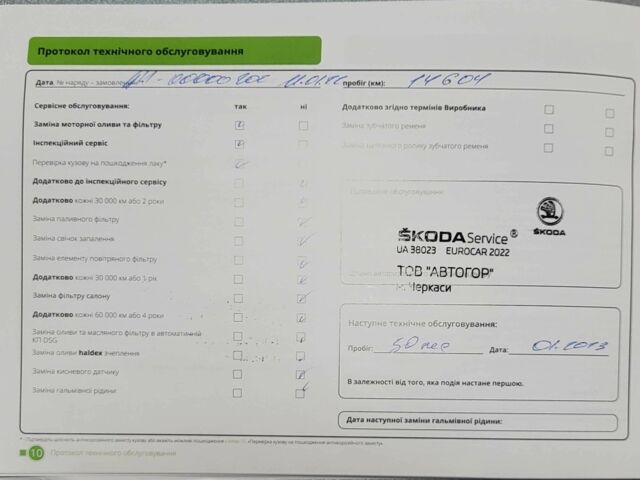 Протокол технічного обслуговування
Дата, № наряду – замовлення пробіг (км): 14604
Сервісне обслуговування: так ні
Заміна моторної оливи та фільтру
Інспекційний сервіс
Перевірка кузову на пошкодження лаку*
Додатково до інспекційного сервісу
Додатково кожні 30 000 км або 2 роки
Заміна паливного фільтру
Заміна свічок запалення
Заміна елементу повітряного фільтру
Додатково кожні 30 000 км або рік
Заміна фільтру салону
Додатково кожні 60 000 км або 4 роки
Заміна оливи та масляного фільтру в автоматичній
КП DSG
Заміна оливи haldex зчеплення
Заміна кисневого датчику
Заміна гальмівної рідини
Додатково згідно термінів Виробника
Заміна зубчатого ременя
Заміна ролику зубчатого ременя
обслуговування:
ŠKODA Service®
ŠKODA
UA 38023 EUROCAR 2022
ТОВ "АВТОГОР"
м. Черкаси
Наступне технічне обслуговування:
Пробіг: Дата:
В залежності від того, яка подія настане першою.
Дата наступної заміни гальмівної рідини:
10 Протокол технічного обслуговування